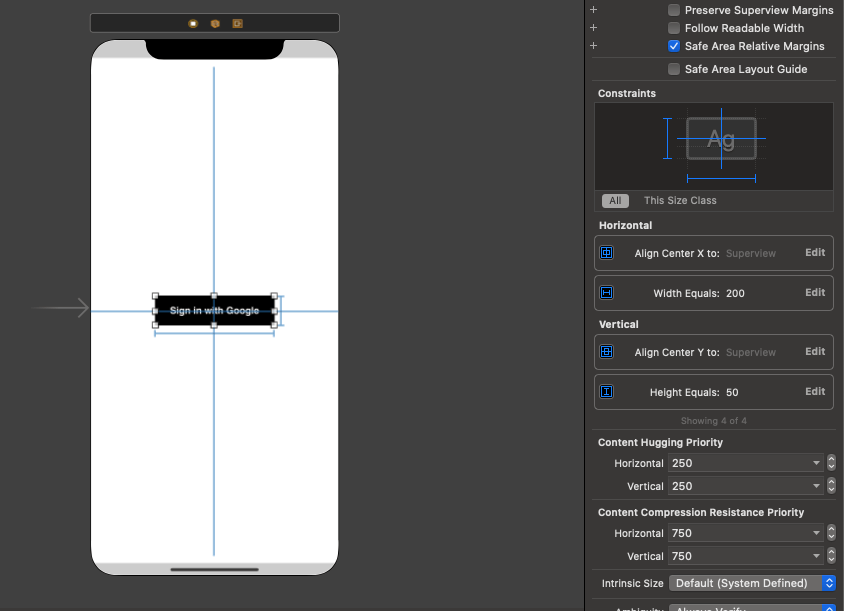 Preserve Superview Margins
Follow Readable Width
Safe Area Relative Margins
Safe Area Layout Guide
Constraints
Ag
All This Size Class
Horizontal
Align Center X to: Superview Edit
Width Equals: 200 Edit
Vertical
Align Center Y to: Superview Edit
Height Equals: 50 Edit
Showing 4 of 4
Content Hugging Priority
Horizontal 250
Vertical 250
Content Compression Resistance Priority
Horizontal 750
Vertical 750
Intrinsic Size Default (System Defined)
Ambiguity Always Verify
Sign In with Google